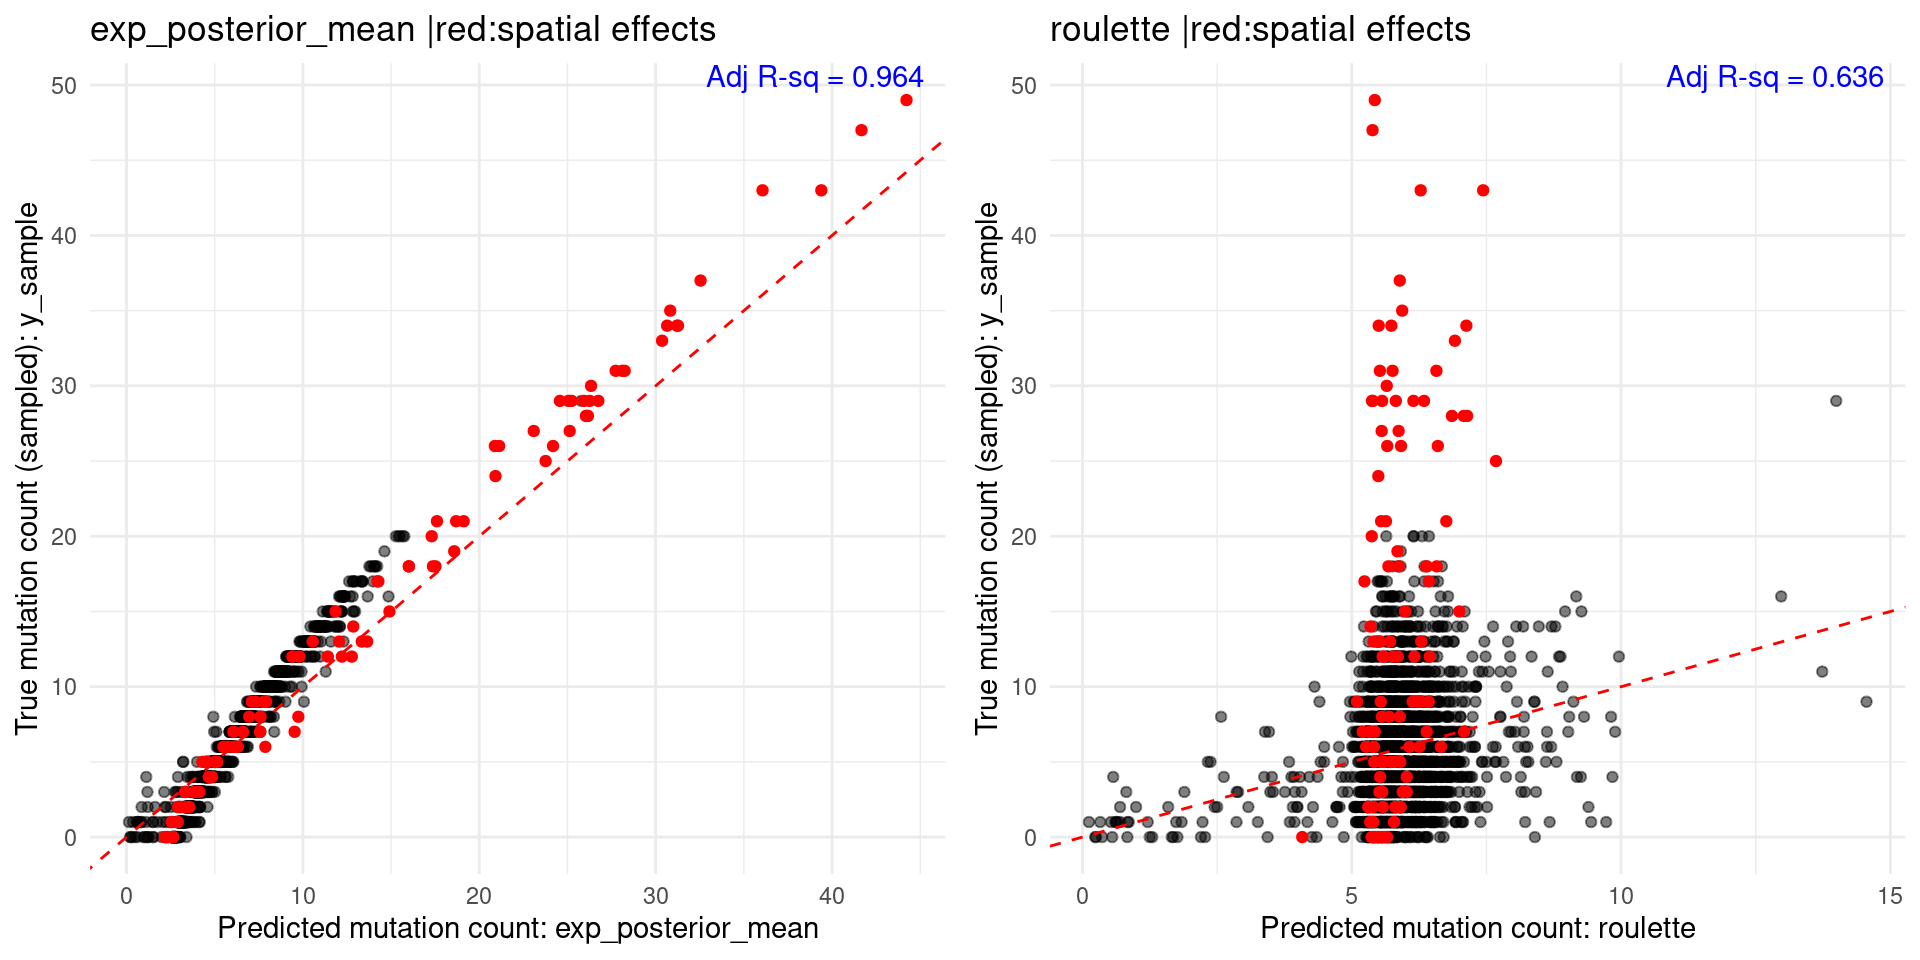 exp_posterior_mean |red:spatial effects
Adj R-sq = 0.964
50
40
30
20
10
0
True mutation count (sampled): y_sample
0
10
20
30
40
Predicted mutation count: exp_posterior_mean
roulette |red:spatial effects
Adj R-sq = 0.636
50
40
30
20
10
0
True mutation count (sampled): y_sample
0
5
10
15
Predicted mutation count: roulette